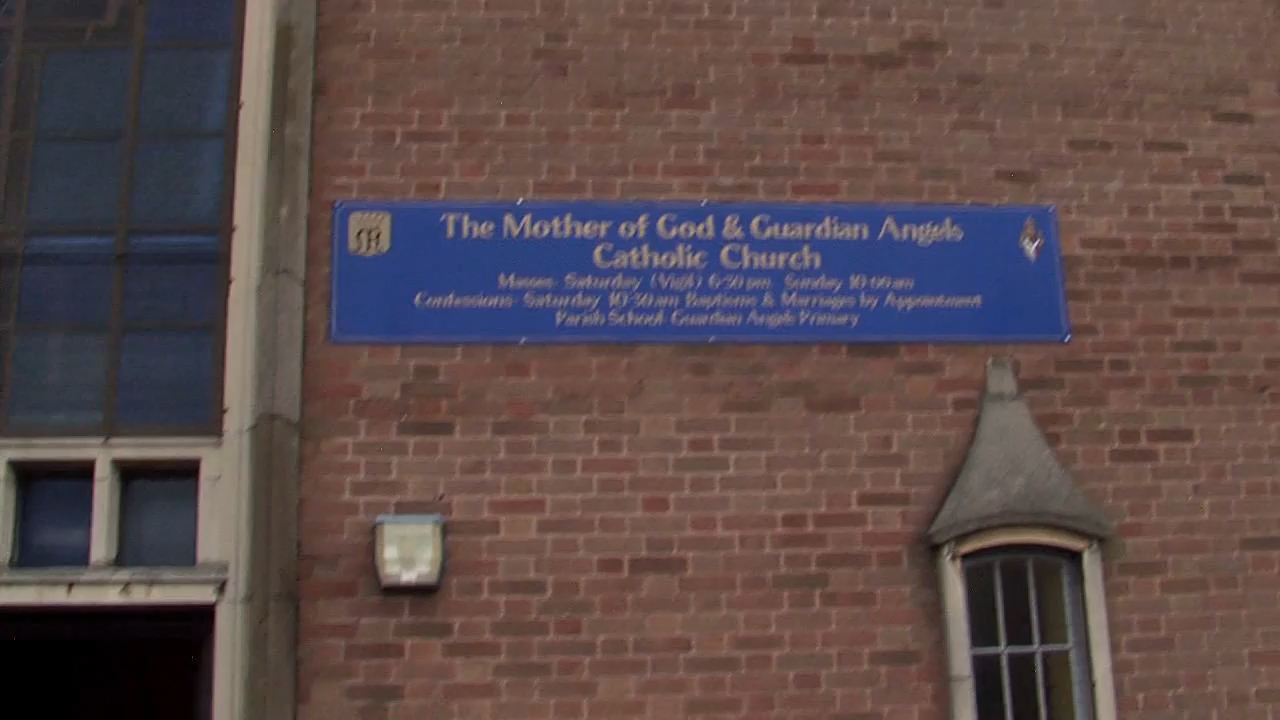 The Mother of God & Guardian Angels
Catholic Church
Masses: Saturday (Vigil) 6:30 pm Sunday 10:00 am
Confessions: Saturday 10:30 am Baptisms & Marriages by Appointment
Parish School: Guardian Angels Primary